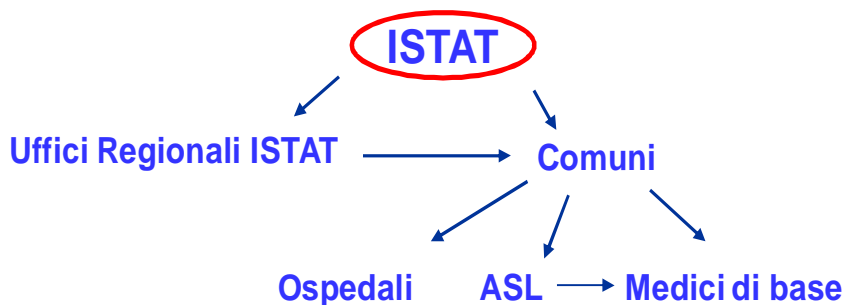 ISTAT
Uffici Regionali ISTAT
Comuni
Ospedali
ASL
Medici di base